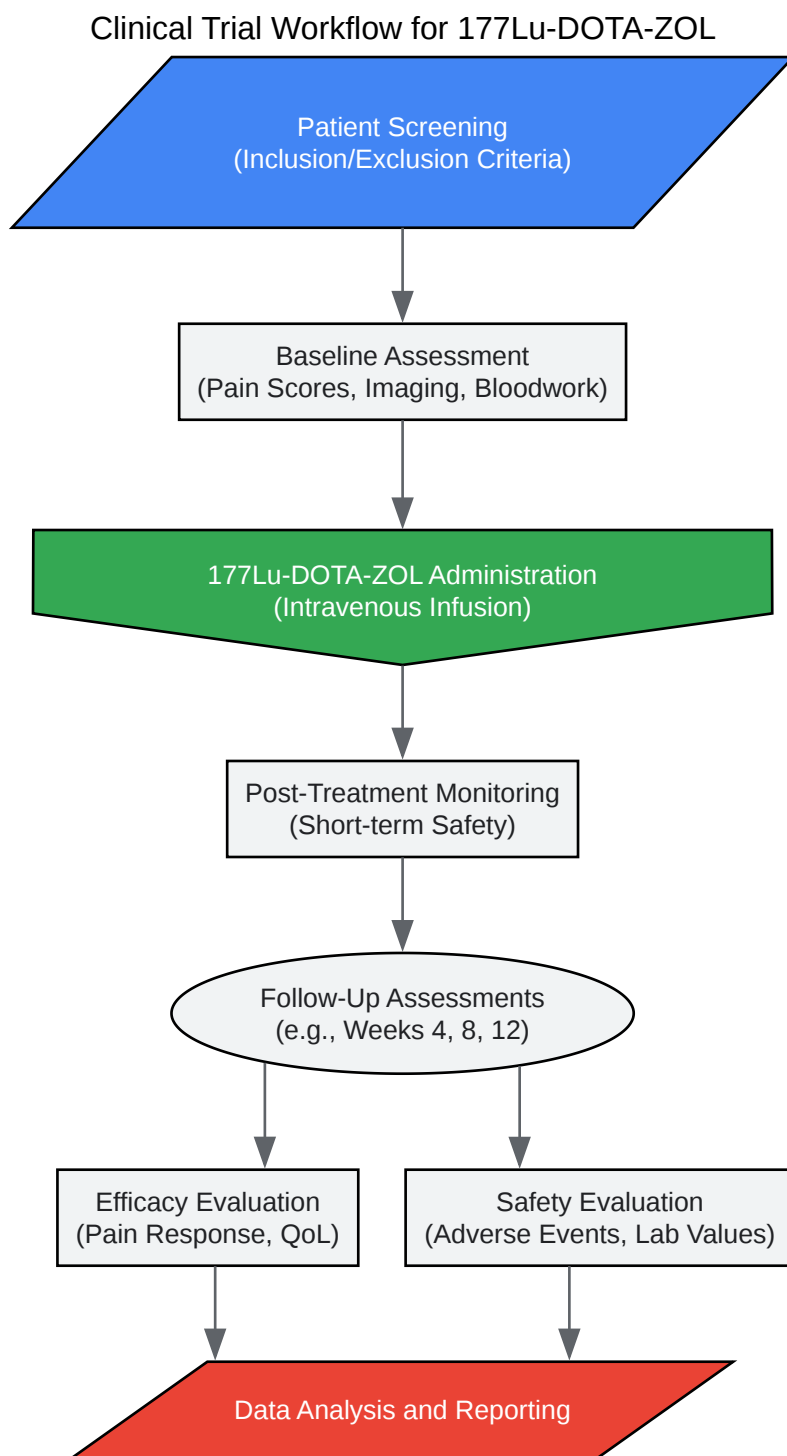 Clinical Trial Workflow for 177Lu-DOTA-ZOL
Patient Screening
(Inclusion/Exclusion Criteria)
Baseline Assessment
(Pain Scores, Imaging, Bloodwork)
177Lu-DOTA-ZOL Administration
(Intravenous Infusion)
Post-Treatment Monitoring
(Short-term Safety)
Follow-Up Assessments
(e.g., Weeks 4, 8, 12)
Efficacy Evaluation
(Pain Response, QoL)
Safety Evaluation
(Adverse Events, Lab Values)
Data Analysis and Reporting